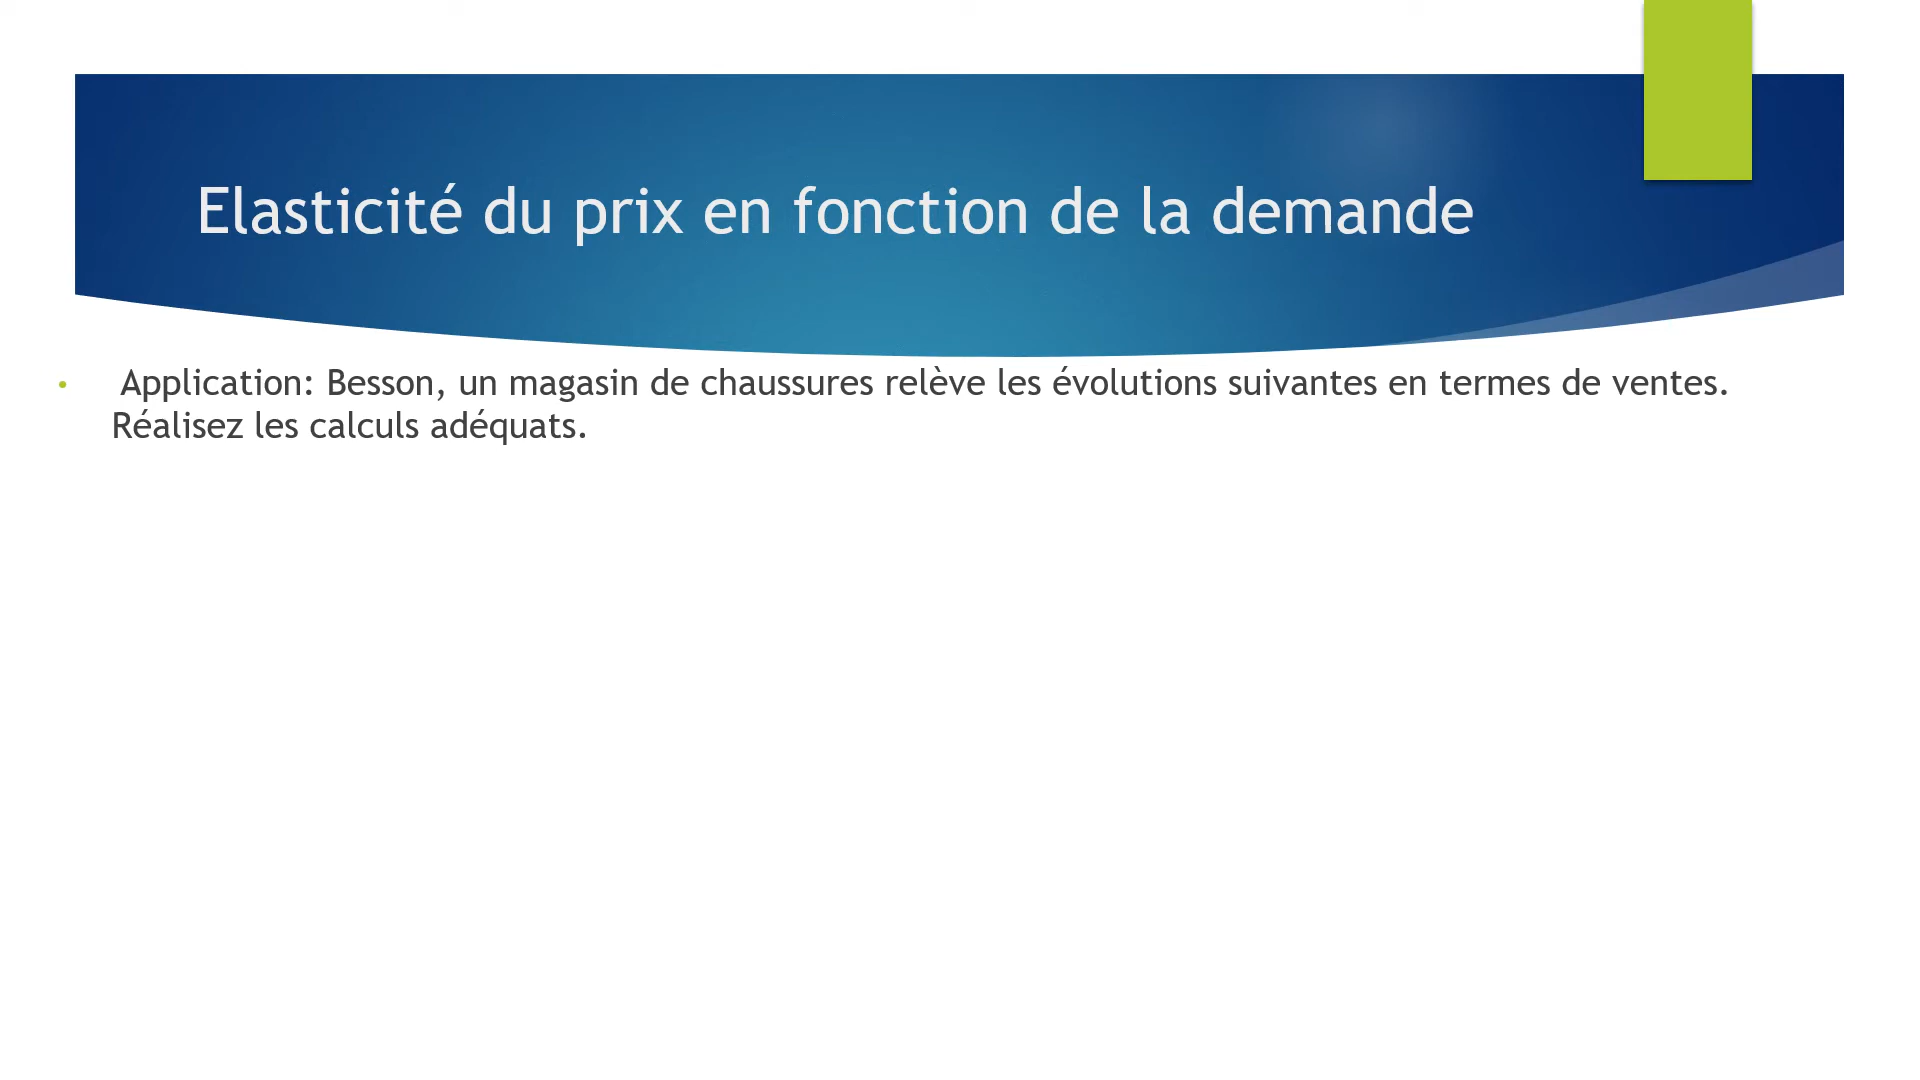 Elasticité du prix en fonction de la demande
• Application: Besson, un magasin de chaussures relève les évolutions suivantes en termes de ventes.
Réalisez les calculs adéquats.